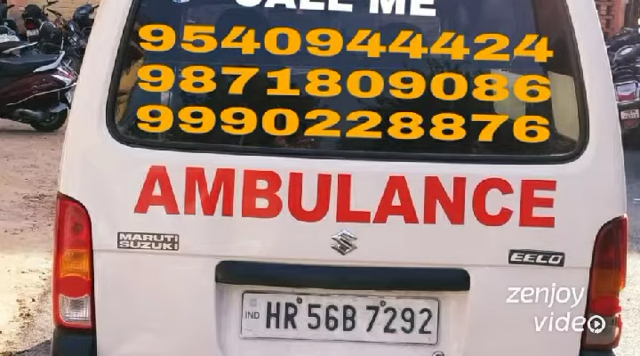 CALL ME
9540944424
9871809086
9990228876
AMBULANCE
MARUTI
SUZUKI
EECO
IND HR 56B 7292
zenjoy
video